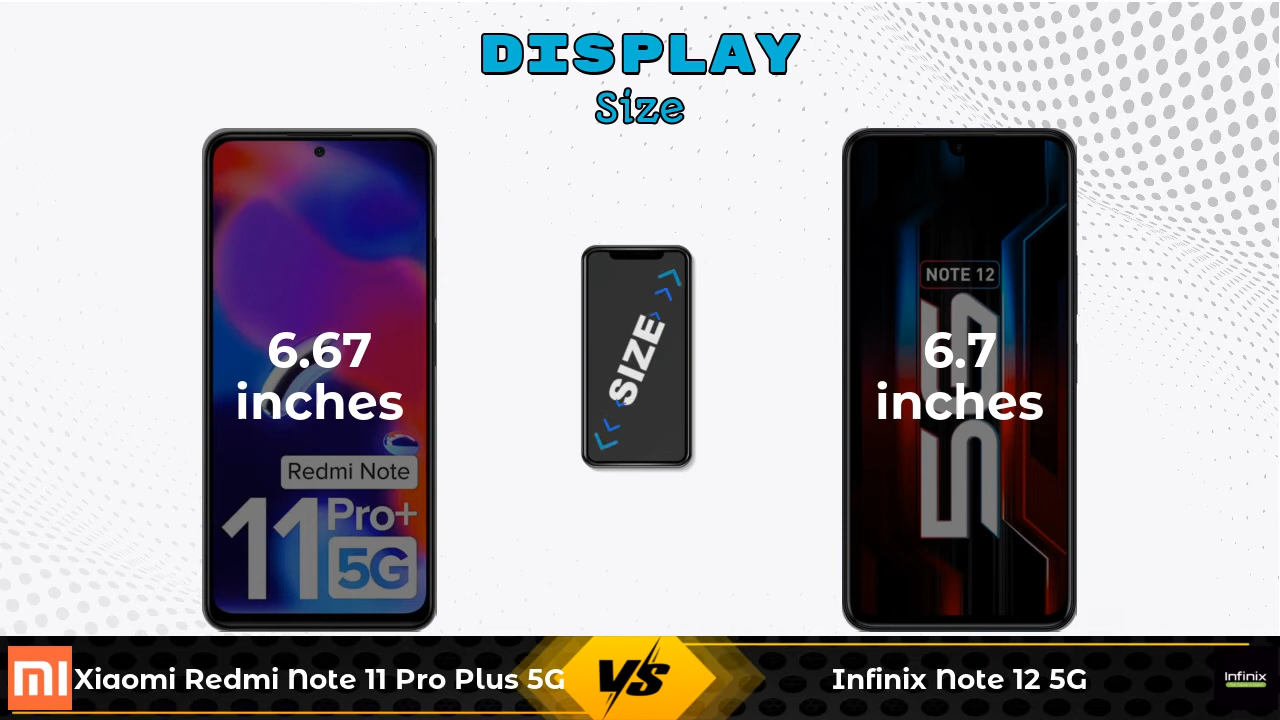 DISPLAY
Size
6.67
inches
Redmi Note
11 Pro+
5G
SIZE
NOTE 12
5G
6.7
inches
MI
Xiaomi Redmi Note 11 Pro Plus 5G
VS
Infinix Note 12 5G
Infinix